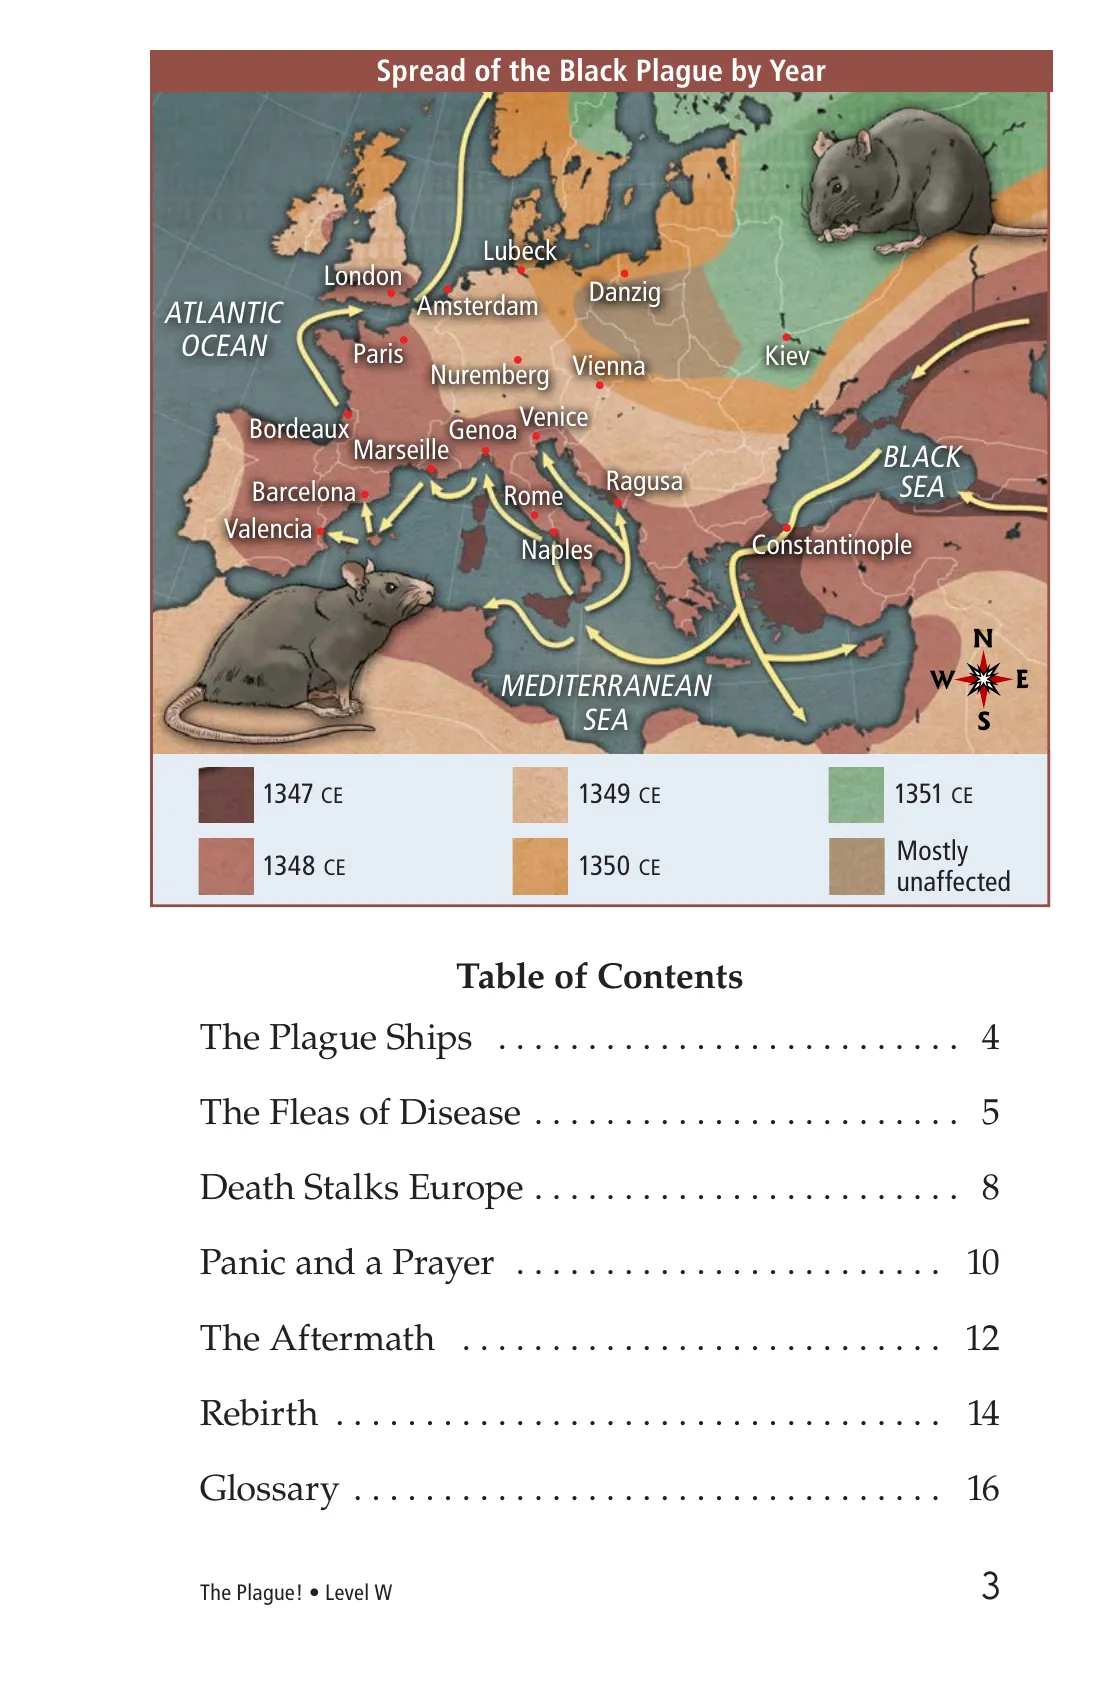 Spread of the Black Plague by Year
Lubeck
London
Danzig
Amsterdam
ATLANTIC
OCEAN
Paris
Kiev
Vienna
Nuremberg
Venice
Bordeaux
Genoa
Marseille
BLACK
SEA
Ragusa
Barcelona
Rome
Valencia
Constantinople
Naples
N
W E
S
MEDITERRANEAN
SEA
1347 CE
1349 CE
1351 CE
1348 CE
1350 CE
Mostly
unaffected
Table of Contents
The Plague Ships . . . . . . . . . . . . . . . . . . . . . . . . . . 4
The Fleas of Disease . . . . . . . . . . . . . . . . . . . . . . . . 5
Death Stalks Europe . . . . . . . . . . . . . . . . . . . . . . . . 8
Panic and a Prayer . . . . . . . . . . . . . . . . . . . . . . . . 10
The Aftermath . . . . . . . . . . . . . . . . . . . . . . . . . . . 12
Rebirth . . . . . . . . . . . . . . . . . . . . . . . . . . . . . . . . . . 14
Glossary . . . . . . . . . . . . . . . . . . . . . . . . . . . . . . . . . 16
The Plague! • Level W
3